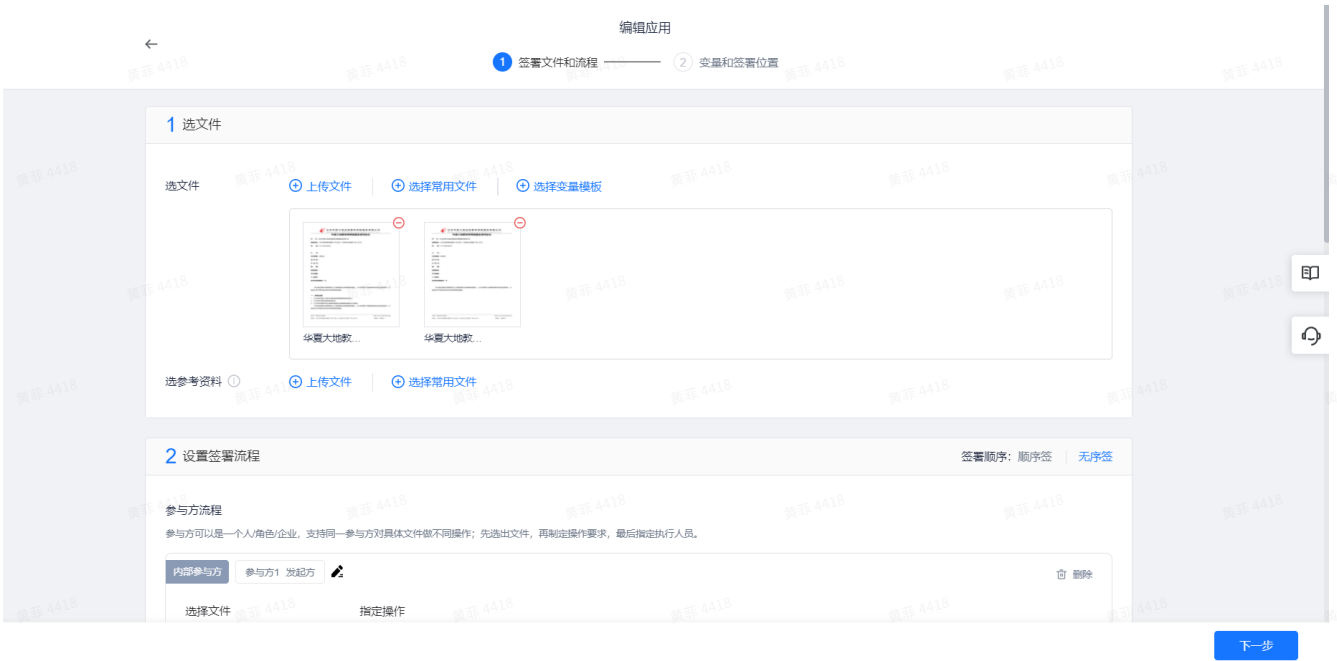 编辑应用
1 签署文件和流程 2 变量和签署位置
1 选文件
选文件 上传文件 选择常用文件 选择变量模板
华夏大地教... 华夏大地教...
选参考资料 上传文件 选择常用文件
2 设置签署流程 签署顺序: 顺序签 无序签
参与方流程
参与方可以是一个人/角色/企业，支持同一参与方对具体文件做不同操作；先选出文件，再制定操作要求，最后指定执行人员。
内部参与方 参与方1 发起方 删除
选择文件 指定操作
下一步
黄菲 4418